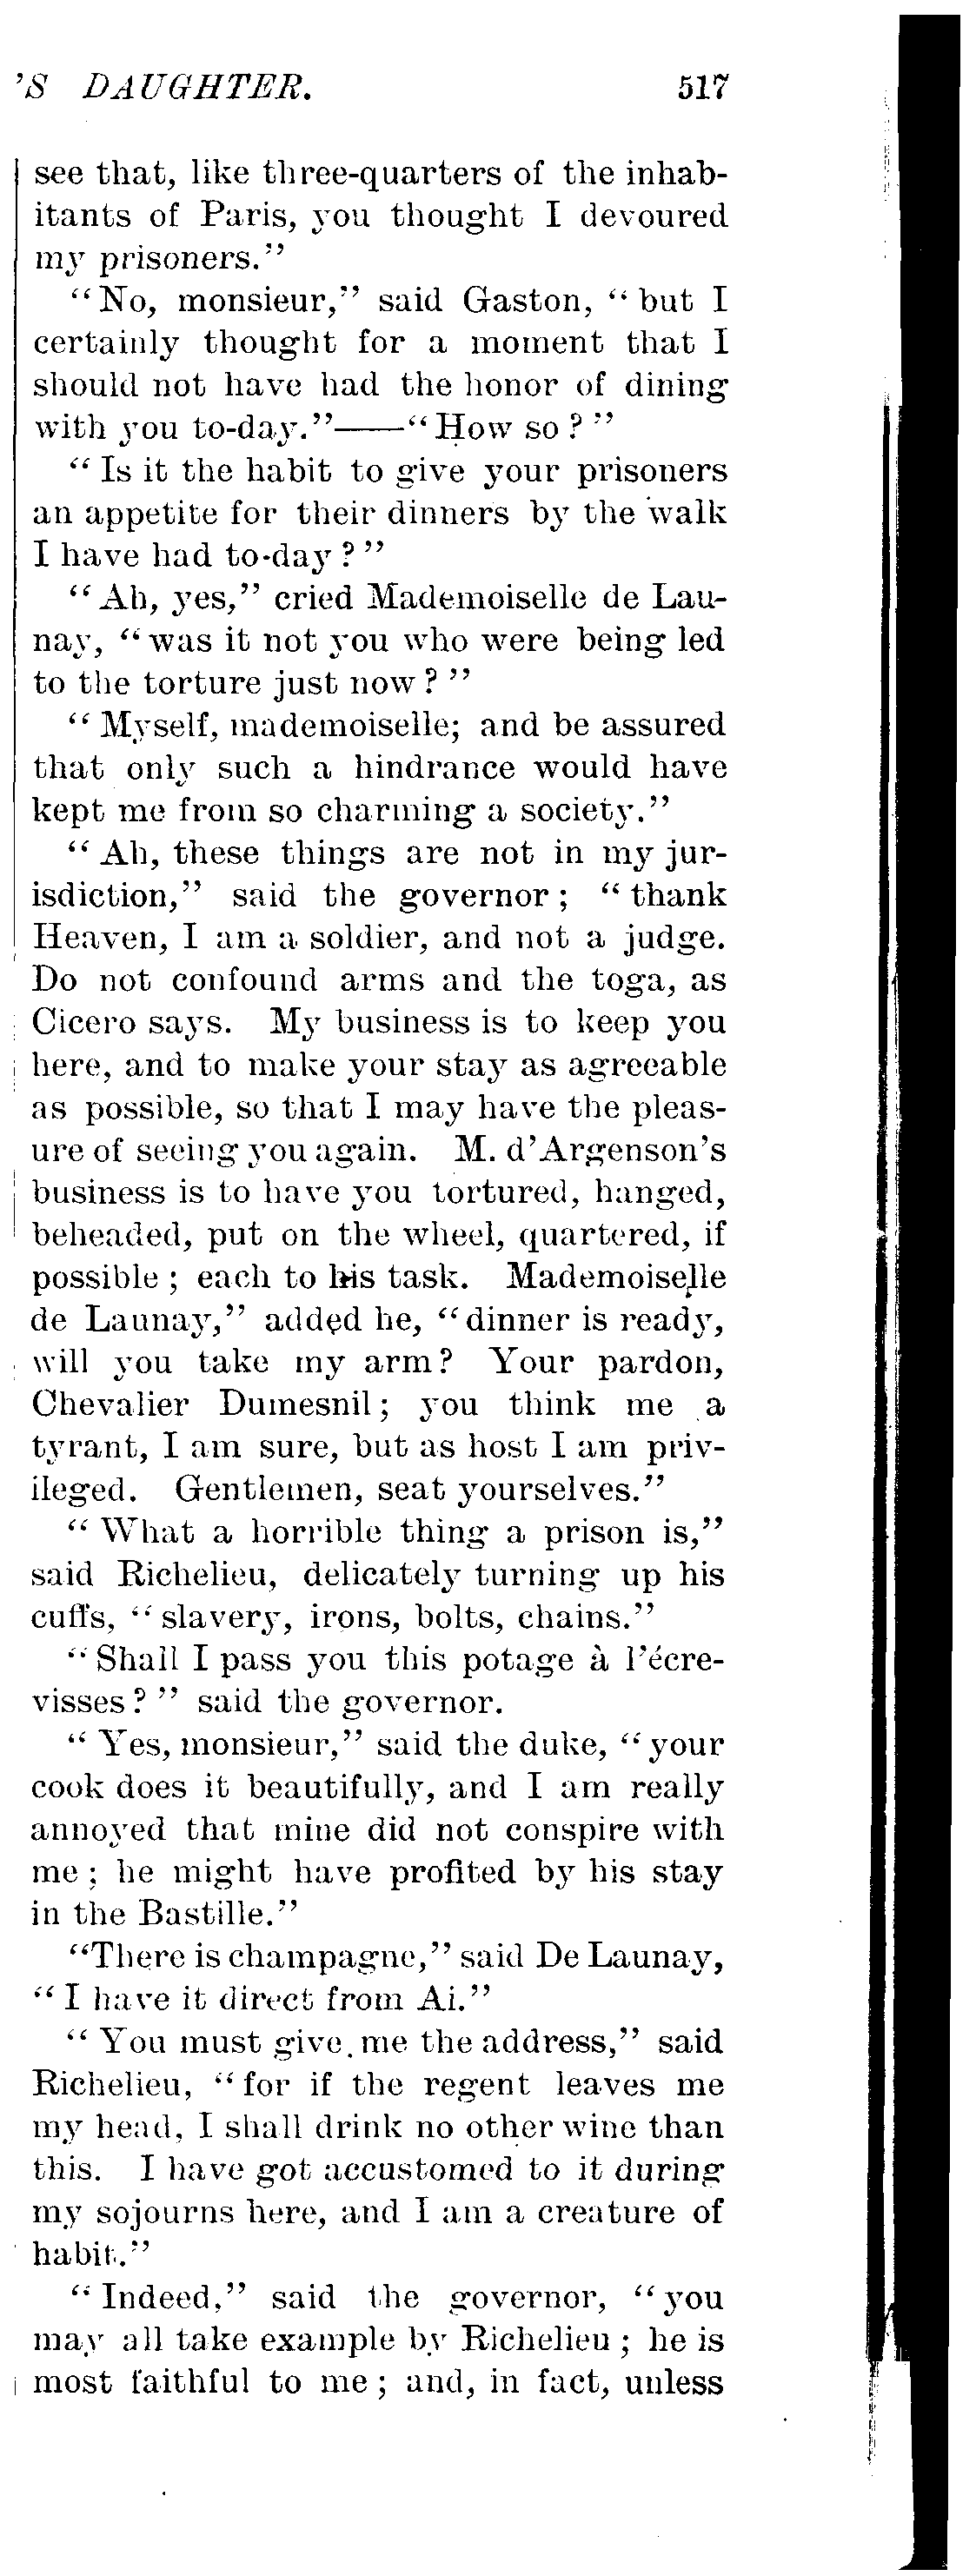 'S DAUGHTER. 517
see that, like three-quarters of the inhab-
itants of Paris, you thought I devoured
my prisoners."
"No, monsieur," said Gaston, "but I
certainly thought for a moment that I
should not have had the honor of dining
with you to-day."——"How so?"
"Is it the habit to give your prisoners
an appetite for their dinners by the walk
I have had to-day?"
"Ah, yes," cried Mademoiselle de Lau-
nay, "was it not you who were being led
to the torture just now?"
"Myself, mademoiselle; and be assured
that only such a hindrance would have
kept me from so charming a society."
"Ah, these things are not in my jur-
isdiction," said the governor; "thank
Heaven, I am a soldier, and not a judge.
Do not confound arms and the toga, as
Cicero says. My business is to keep you
here, and to make your stay as agreeable
as possible, so that I may have the pleas-
ure of seeing you again. M. d'Argenson's
business is to have you tortured, hanged,
beheaded, put on the wheel, quartered, if
possible; each to his task. Mademoiselle
de Launay," added he, "dinner is ready,
will you take my arm? Your pardon,
Chevalier Dumesnil; you think me a
tyrant, I am sure, but as host I am priv-
ileged. Gentlemen, seat yourselves."
"What a horrible thing a prison is,"
said Richelieu, delicately turning up his
cuffs, "slavery, irons, bolts, chains."
"Shall I pass you this potage à l'écre-
visses?" said the governor.
"Yes, monsieur," said the duke, "your
cook does it beautifully, and I am really
annoyed that mine did not conspire with
me; he might have profited by his stay
in the Bastille."
"There is champagne," said De Launay,
"I have it direct from Ai."
"You must give me the address," said
Richelieu, "for if the regent leaves me
my head, I shall drink no other wine than
this. I have got accustomed to it during
my sojourns here, and I am a creature of
habit."
"Indeed," said the governor, "you
may all take example by Richelieu; he is
most faithful to me; and, in fact, unless